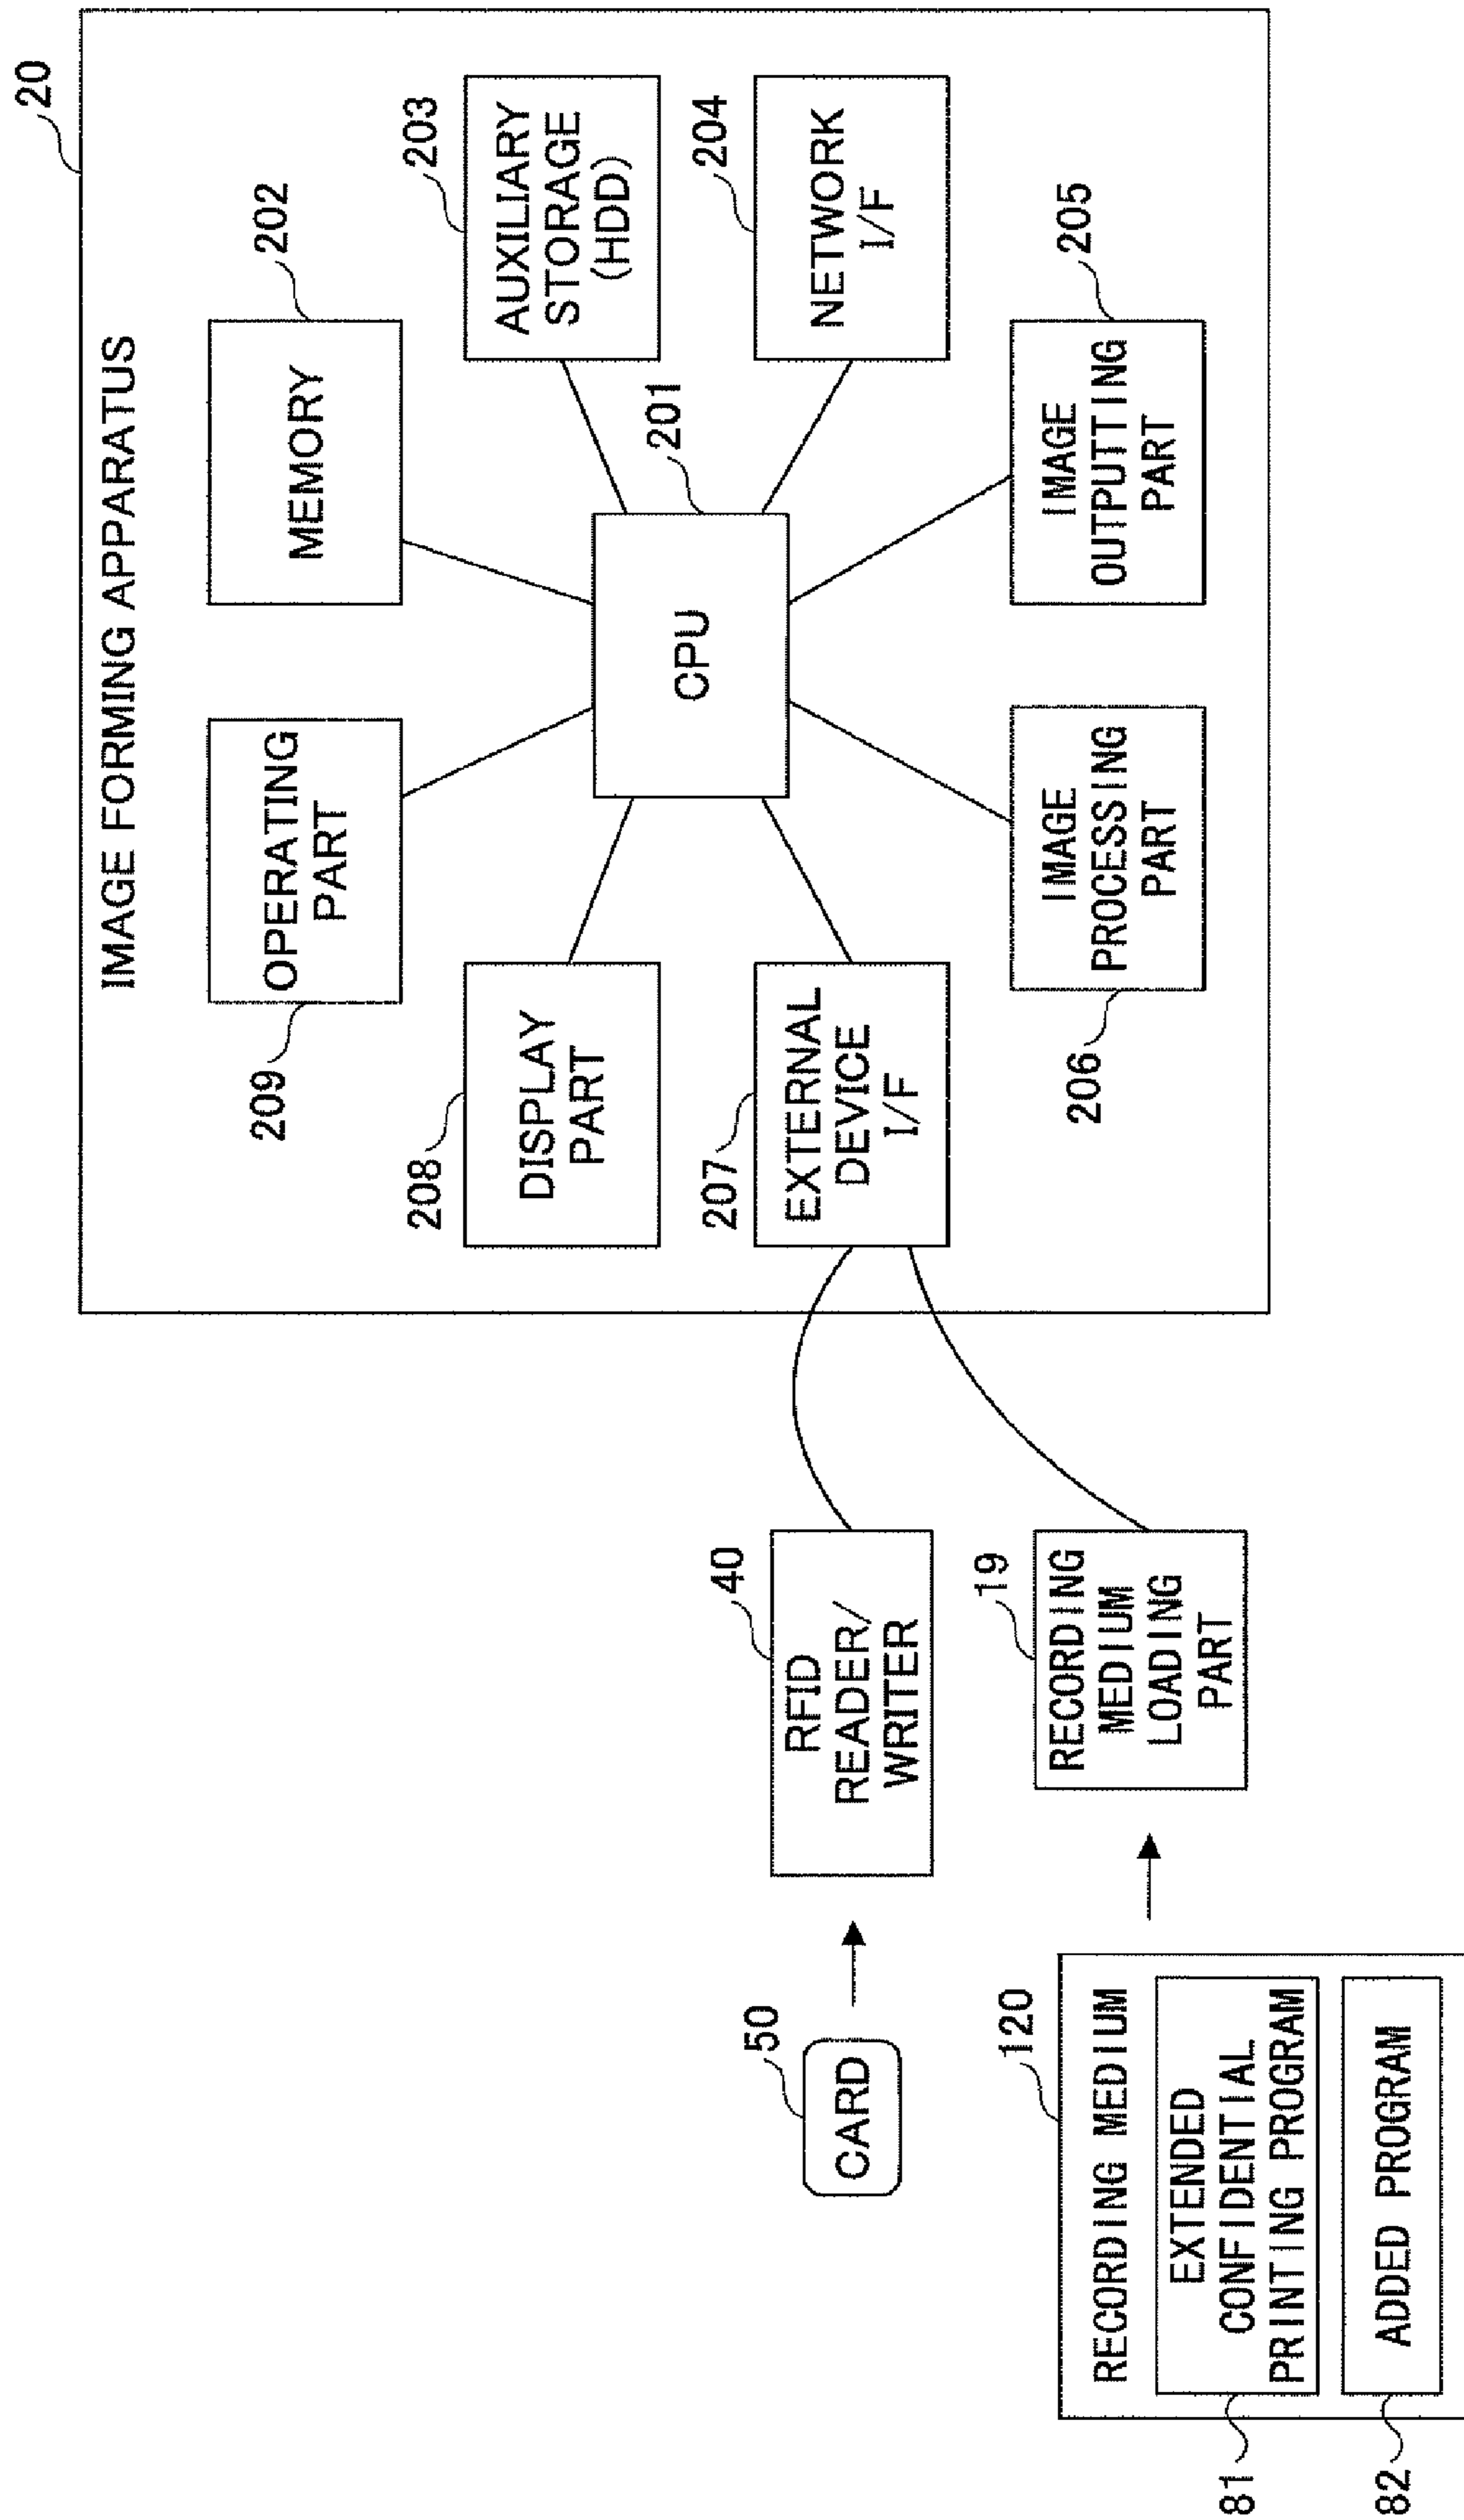 20
IMAGE FORMING APPARATUS
209
OPERATING
PART
MEMORY
202
208
DISPLAY
PART
AUXILIARY
STORAGE
(HDD)
203
CPU
201
207
EXTERNAL
DEVICE
I/F
NETWORK
I/F
204
206
IMAGE
PROCESSING
PART
IMAGE
OUTPUTTING
PART
205
50
CARD
40
RFID
READER/
WRITER
19
RECORDING
MEDIUM
LOADING
PART
120
RECORDING MEDIUM
81
EXTENDED
CONFIDENTIAL
PRINTING PROGRAM
82
ADDED PROGRAM